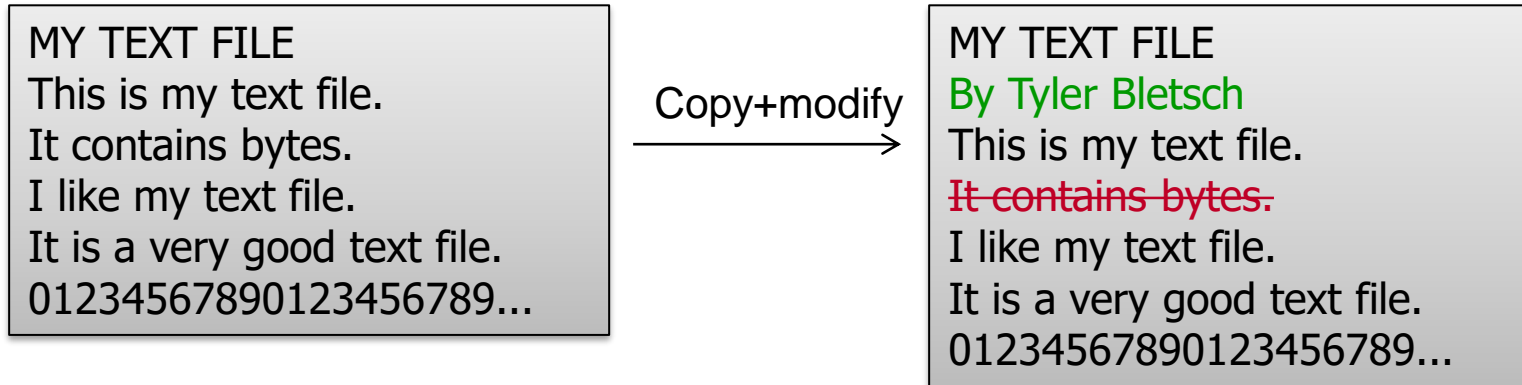 MY TEXT FILE
This is my text file.
It contains bytes.
I like my text file.
It is a very good text file.
01234567890123456789...
Copy+modify
MY TEXT FILE
By Tyler Bletsch
This is my text file.
It contains bytes.
I like my text file.
It is a very good text file.
01234567890123456789...